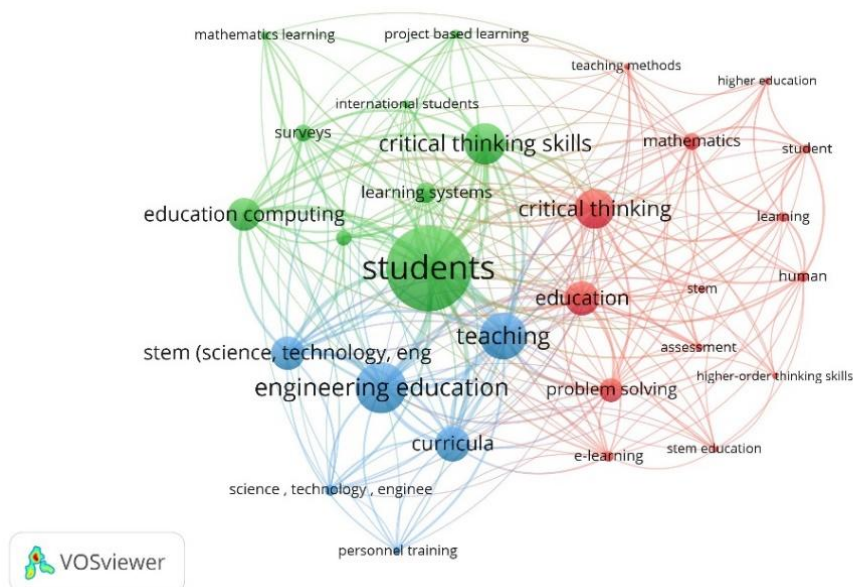 mathematics learning
project based learning
teaching methods
higher education
international students
surveys
critical thinking skills
mathematics
student
learning systems
education computing
critical thinking
learning
students
human
education
stem
teaching
stem (science, technology, eng
assessment
engineering education
problem solving
higher-order thinking skills
curricula
e-learning
stem education
science , technology , enginee
personnel training
VOSviewer